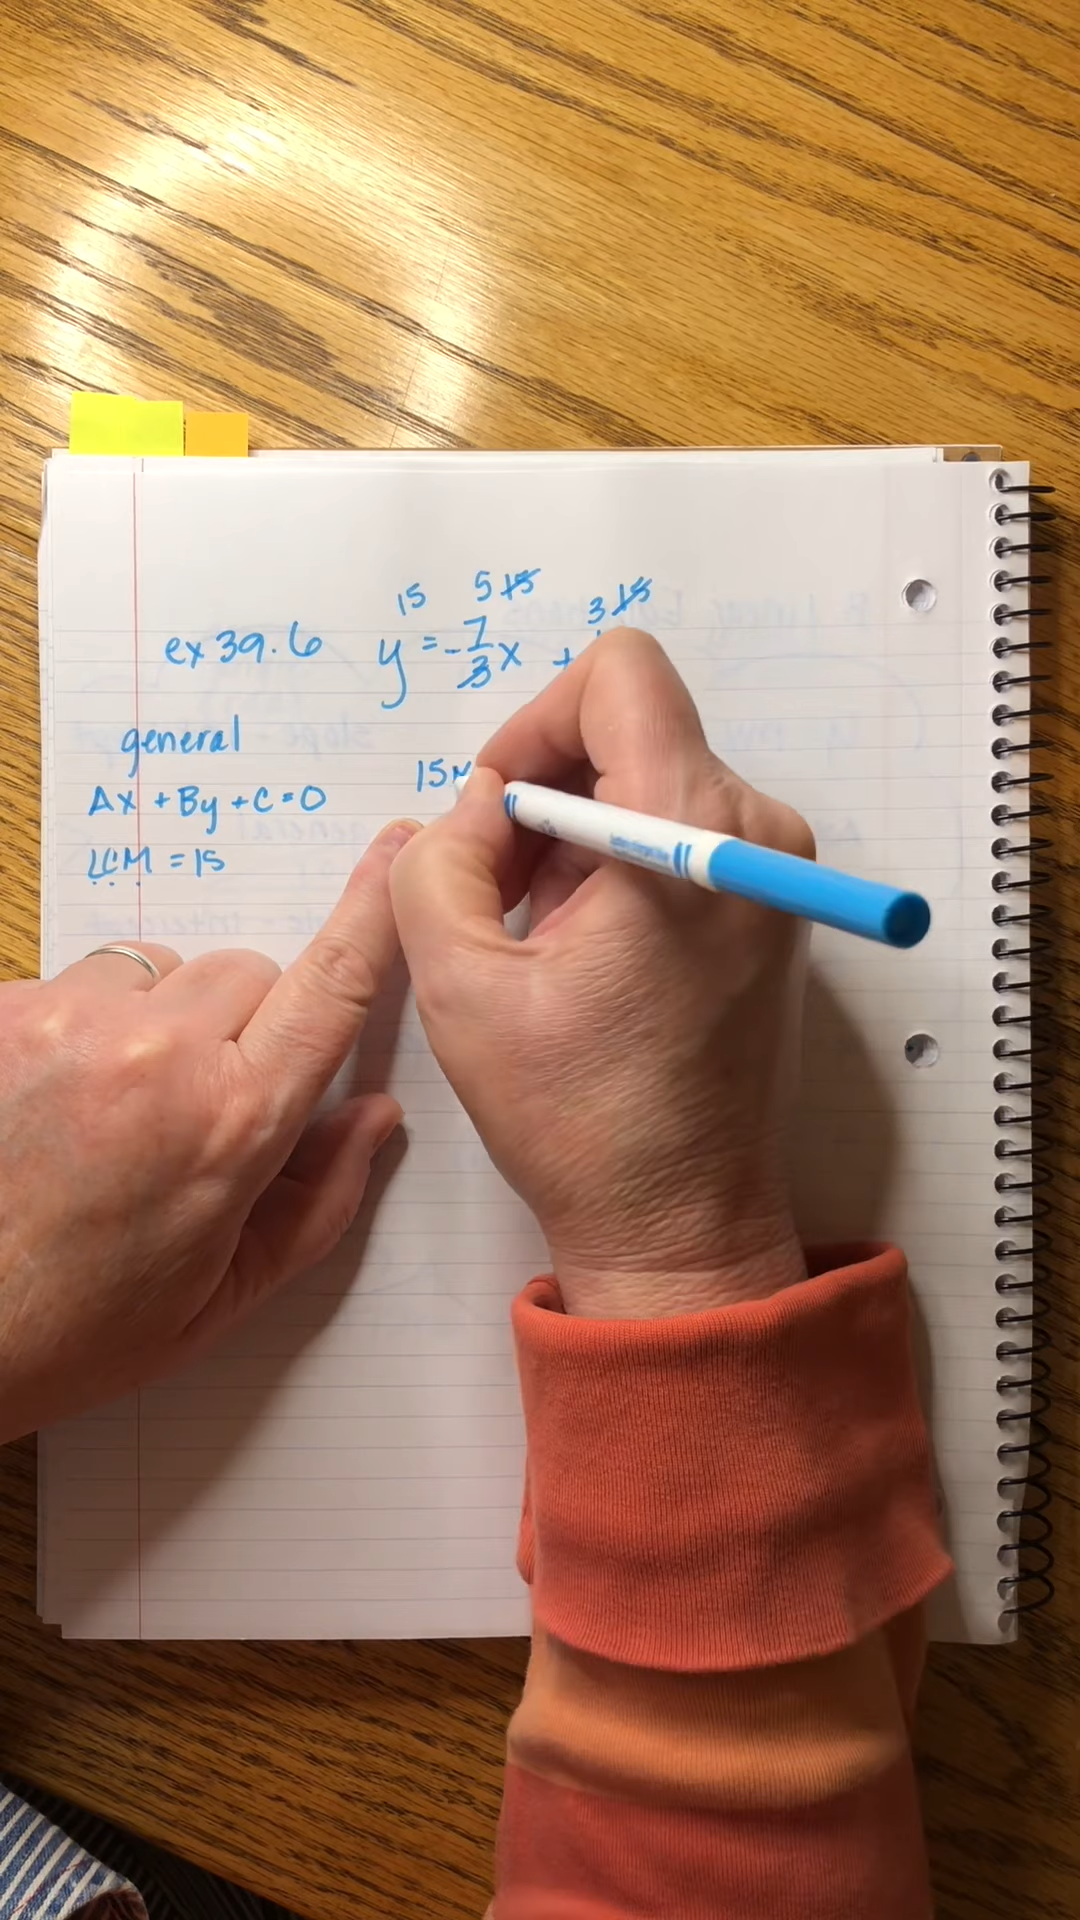 15 5 15 3 15
ex 39.6 y = -7/3 x +
general
15
Ax + By + C = 0
LCM = 15